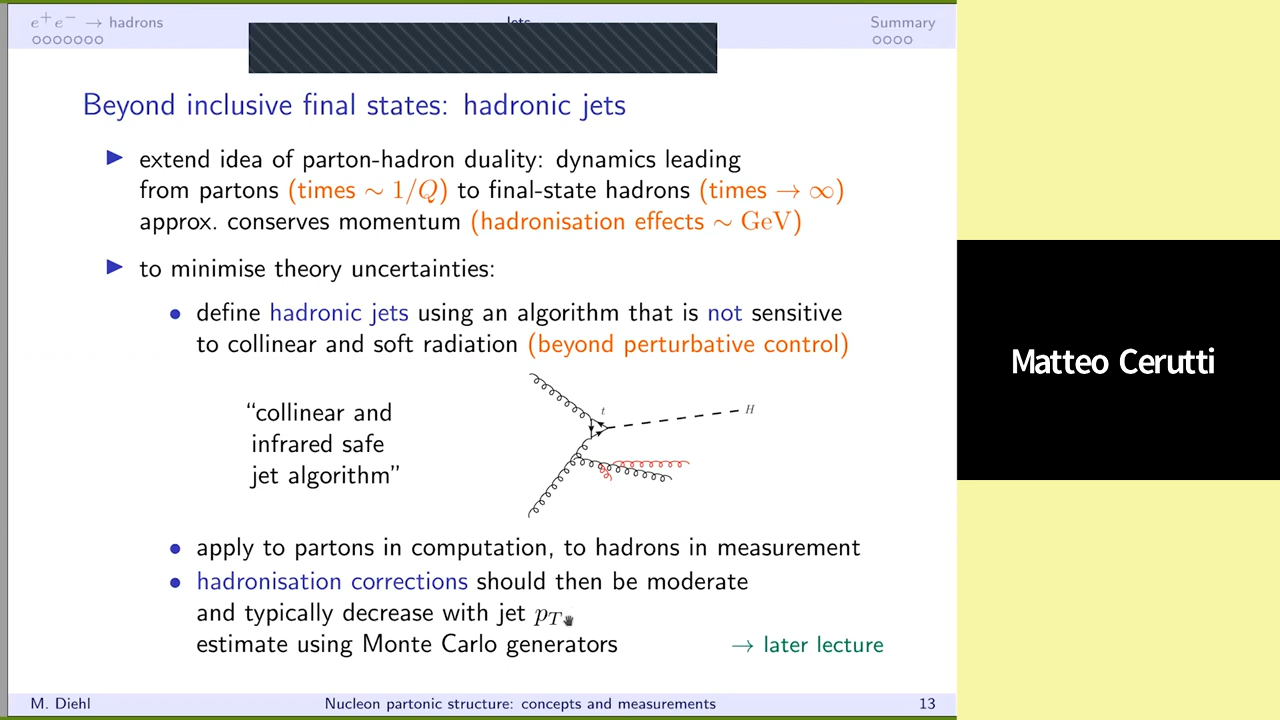 e⁺e⁻ → hadrons
Jets
Summary
Beyond inclusive final states: hadronic jets
extend idea of parton-hadron duality: dynamics leading
from partons (times ∼ 1/Q) to final-state hadrons (times → ∞)
approx. conserves momentum (hadronisation effects ∼ GeV)
to minimise theory uncertainties:
• define hadronic jets using an algorithm that is not sensitive
to collinear and soft radiation (beyond perturbative control)
“collinear and
infrared safe
jet algorithm”
t
H
• apply to partons in computation, to hadrons in measurement
• hadronisation corrections should then be moderate
and typically decrease with jet p_T
estimate using Monte Carlo generators → later lecture
M. Diehl Nucleon partonic structure: concepts and measurements 13
Matteo Cerutti